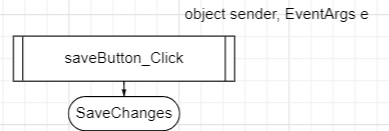 object sender, EventArgs e
saveButton_Click
SaveChanges